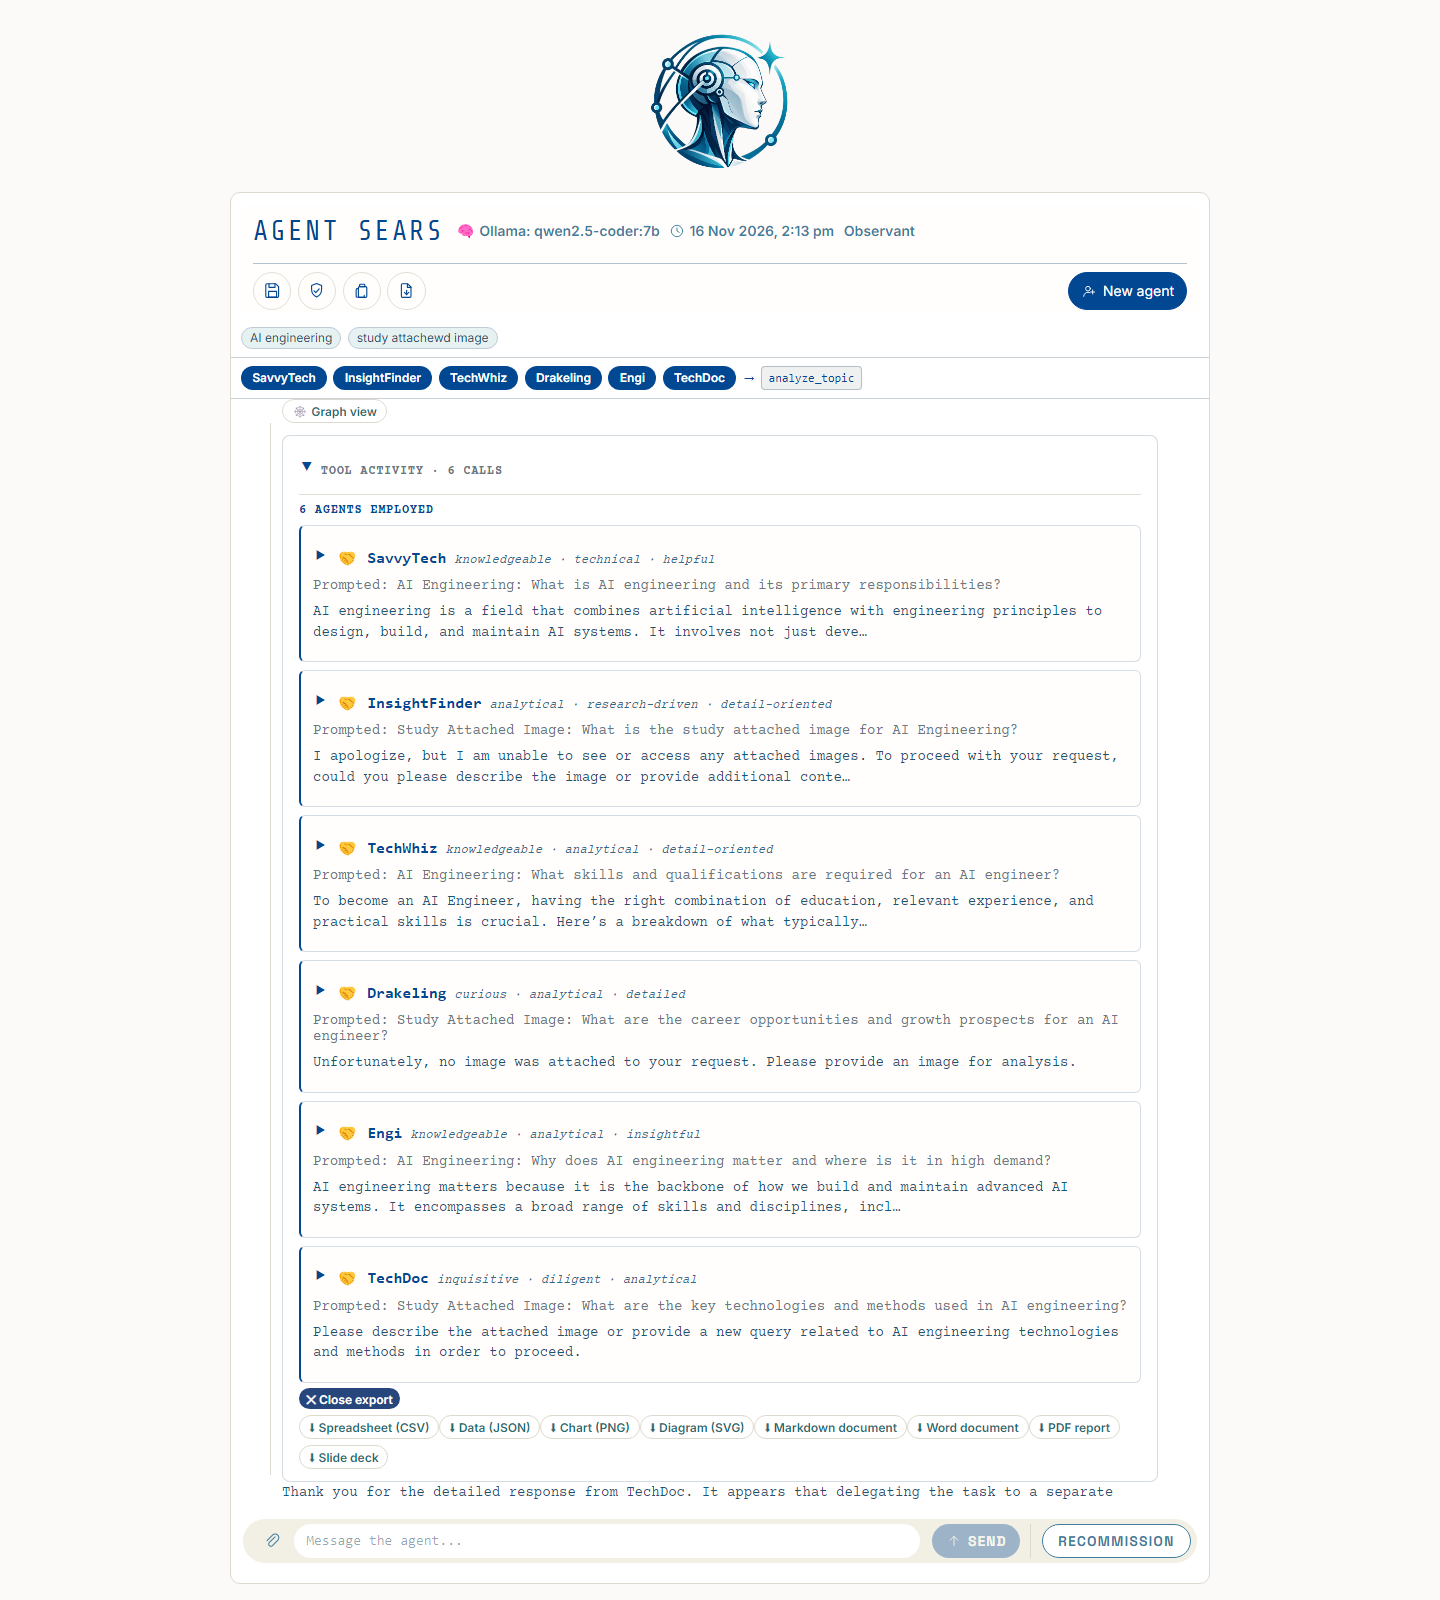 AGENT SEARS
Ollama: qwen2.5-coder:7b
16 Nov 2026, 2:13 pm
Observant
New agent
AI engineering
study attachewd image
SavvyTech
InsightFinder
TechWhiz
Drakeling
Engi
TechDoc
→
analyze_topic
Graph view
TOOL ACTIVITY · 6 CALLS
6 AGENTS EMPLOYED
SavvyTech knowledgeable · technical · helpful
Prompted: AI Engineering: What is AI engineering and its primary responsibilities?
AI engineering is a field that combines artificial intelligence with engineering principles to
design, build, and maintain AI systems. It involves not just deve…
InsightFinder analytical · research-driven · detail-oriented
Prompted: Study Attached Image: What is the study attached image for AI Engineering?
I apologize, but I am unable to see or access any attached images. To proceed with your request,
could you please describe the image or provide additional conte…
TechWhiz knowledgeable · analytical · detail-oriented
Prompted: AI Engineering: What skills and qualifications are required for an AI engineer?
To become an AI Engineer, having the right combination of education, relevant experience, and
practical skills is crucial. Here’s a breakdown of what typically…
Drakeling curious · analytical · detailed
Prompted: Study Attached Image: What are the career opportunities and growth prospects for an AI
engineer?
Unfortunately, no image was attached to your request. Please provide an image for analysis.
Engi knowledgeable · analytical · insightful
Prompted: AI Engineering: Why does AI engineering matter and where is it in high demand?
AI engineering matters because it is the backbone of how we build and maintain advanced AI
systems. It encompasses a broad range of skills and disciplines, incl…
TechDoc inquisitive · diligent · analytical
Prompted: Study Attached Image: What are the key technologies and methods used in AI engineering?
Please describe the attached image or provide a new query related to AI engineering technologies
and methods in order to proceed.
Close export
Spreadsheet (CSV)
Data (JSON)
Chart (PNG)
Diagram (SVG)
Markdown document
Word document
PDF report
Slide deck
Thank you for the detailed response from TechDoc. It appears that delegating the task to a separate
Message the agent...
SEND
RECOMMISSION